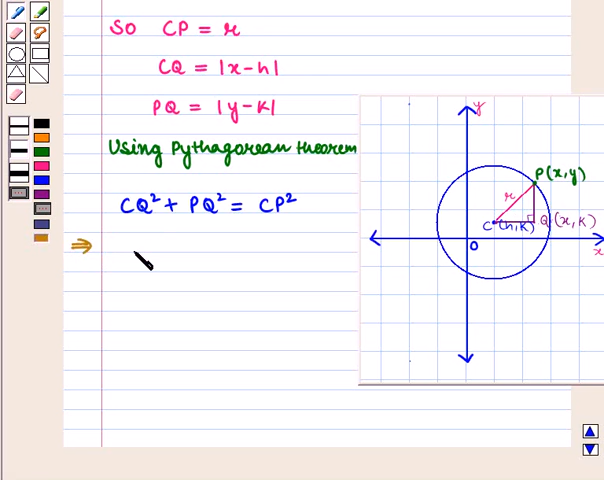 So CP = r
CQ = |x-h|
PQ = |y-k|
Using Pythagorean theorem
CQ² + PQ² = CP²
⇒
y
P(x,y)
r
C(h,k) Q(x,k)
O
x